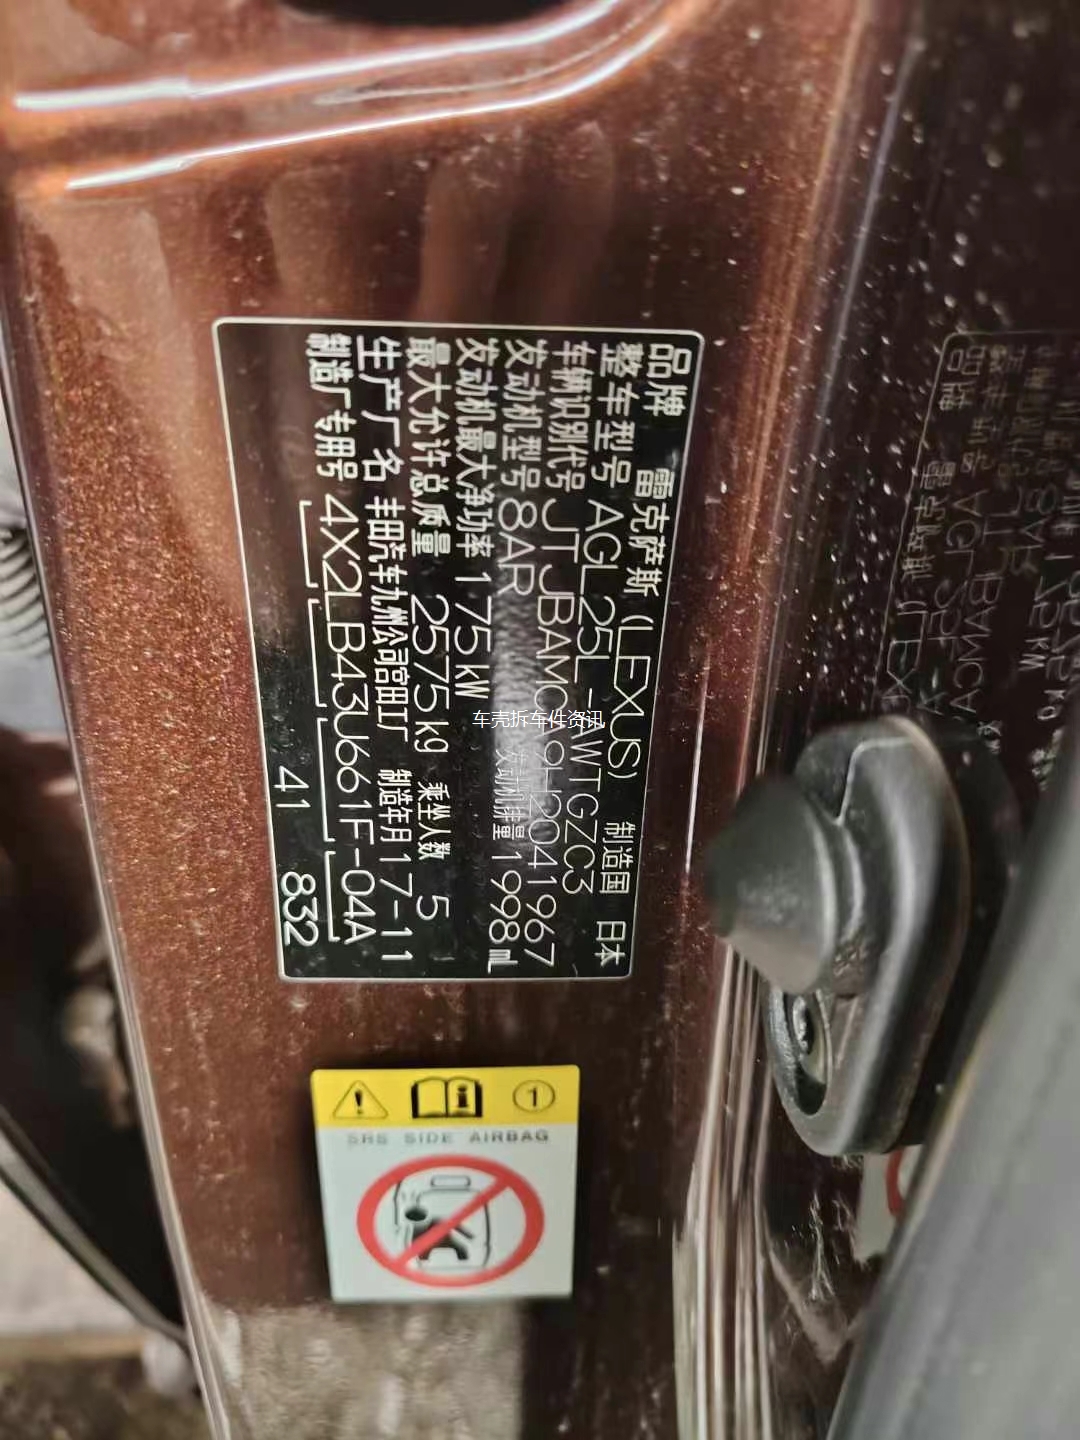 品牌 雷克萨斯 (LEXUS) 制造国 日本
整车型号 AGL25L-AWTGZC3
车辆识别代号 JTJBAMCA9H2041967
发动机型号 8AR 发动机排量 1998mL
发动机最大净功率 175kW
最大允许总质量 2575kg 乘坐人数 5
生产厂名 丰田汽车九州公司宫田工厂 制造年月 17-11
制造厂专用号 4X2LB43U661F-04A
41 832
车壳拆车件资讯
1
SRS SIDE AIRBAG